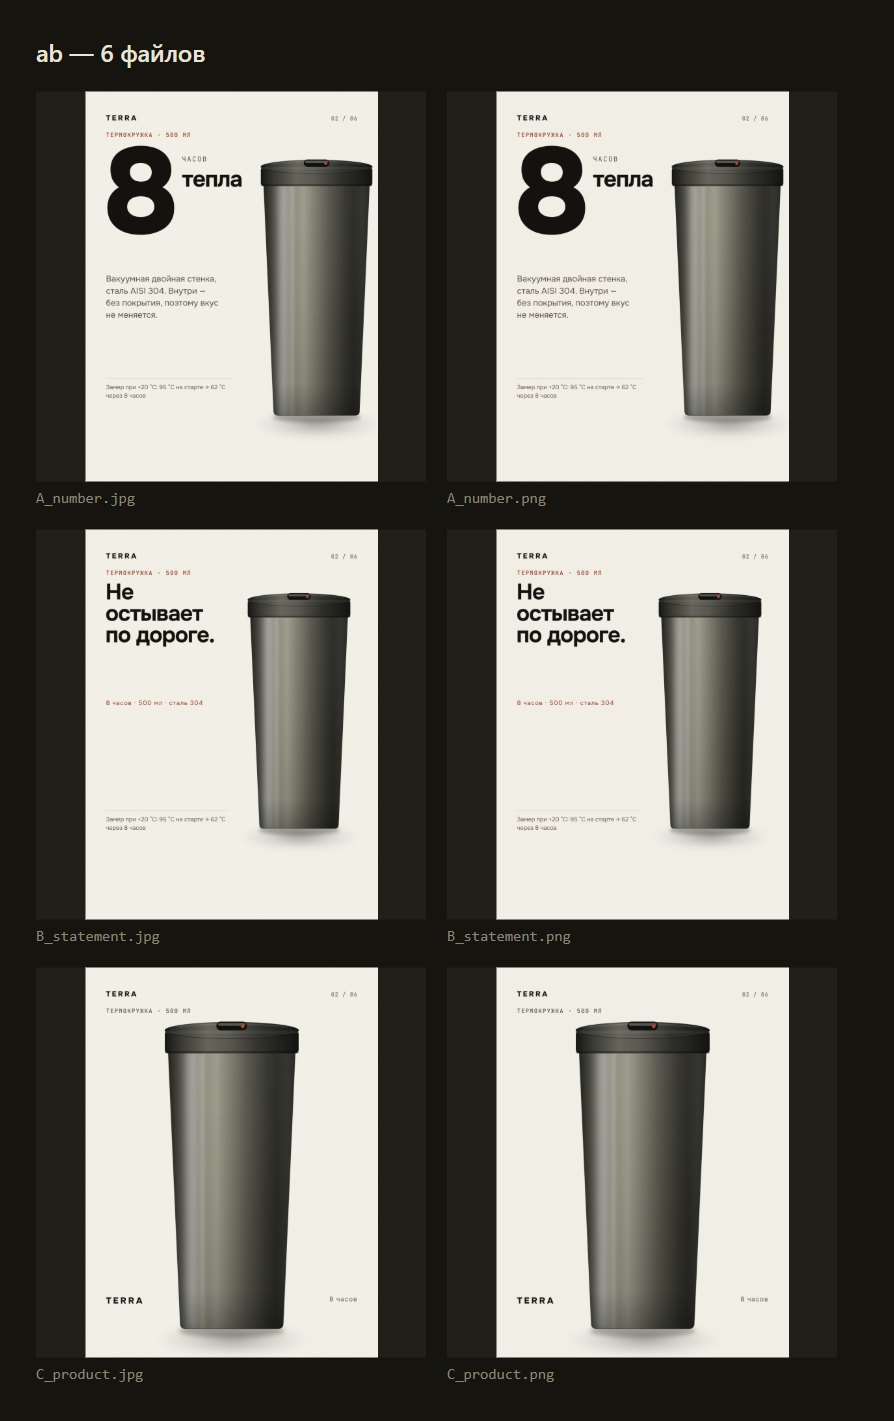 ab — 6 файлов
TERRA
02 / 06
ТЕРМОКРУЖКА · 500 МЛ
8
ЧАСОВ
тепла
Вакуумная двойная стенка,
сталь AISI 304. Внутри —
без покрытия, поэтому вкус
не меняется.
Замер при +20 °C: 95 °C на старте → 62 °C
через 8 часов
A_number.jpg
TERRA
02 / 06
ТЕРМОКРУЖКА · 500 МЛ
8
ЧАСОВ
тепла
Вакуумная двойная стенка,
сталь AISI 304. Внутри —
без покрытия, поэтому вкус
не меняется.
Замер при +20 °C: 95 °C на старте → 62 °C
через 8 часов
A_number.png
TERRA
02 / 06
ТЕРМОКРУЖКА · 500 МЛ
Не
остывает
по дороге.
8 часов · 500 мл · сталь 304
Замер при +20 °C: 95 °C на старте → 62 °C
через 8 часов
B_statement.jpg
TERRA
02 / 06
ТЕРМОКРУЖКА · 500 МЛ
Не
остывает
по дороге.
8 часов · 500 мл · сталь 304
Замер при +20 °C: 95 °C на старте → 62 °C
через 8 часов
B_statement.png
TERRA
02 / 06
ТЕРМОКРУЖКА · 500 МЛ
TERRA
8 часов
C_product.jpg
TERRA
02 / 06
ТЕРМОКРУЖКА · 500 МЛ
TERRA
8 часов
C_product.png